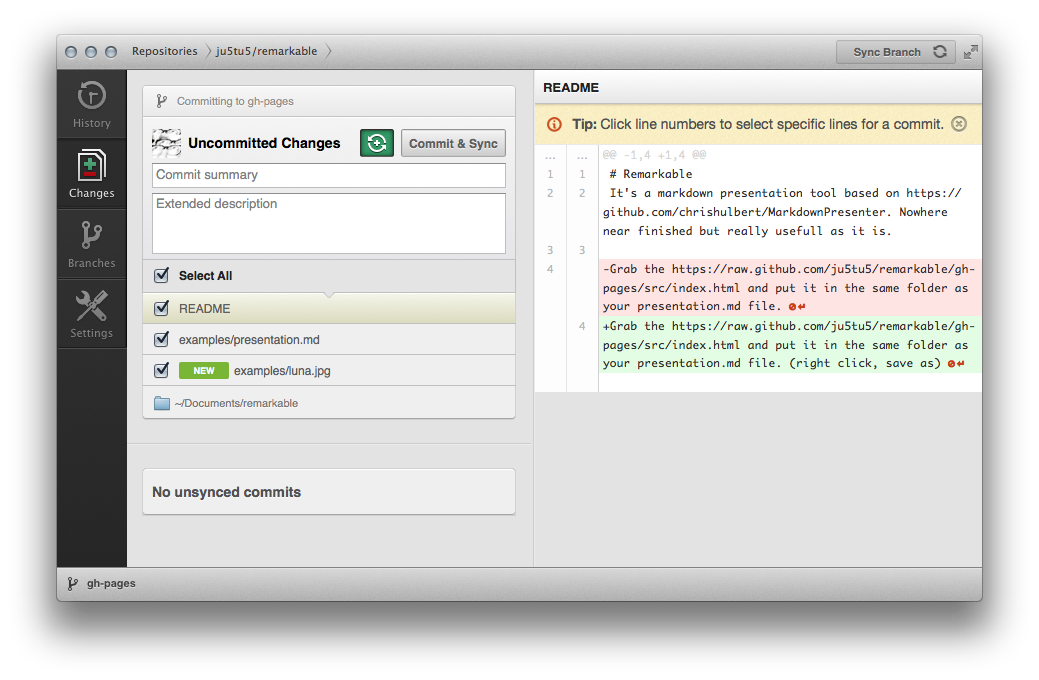 Repositories ju5tu5/remarkable
Sync Branch
History
Changes
Branches
Settings
Committing to gh-pages
Uncommitted Changes
Commit & Sync
Commit summary
Extended description
Select All
README
examples/presentation.md
NEW examples/luna.jpg
~/Documents/remarkable
No unsynced commits
README
Tip: Click line numbers to select specific lines for a commit.
... ... @@ -1,4 +1,4 @@
1 1 # Remarkable
2 2 It's a markdown presentation tool based on https://
github.com/chrishulbert/MarkdownPresenter. Nowhere
near finished but really usefull as it is.
3 3
4 -Grab the https://raw.github.com/ju5tu5/remarkable/gh-
pages/src/index.html and put it in the same folder as
your presentation.md file.
4 +Grab the https://raw.github.com/ju5tu5/remarkable/gh-
pages/src/index.html and put it in the same folder as
your presentation.md file. (right click, save as)
gh-pages